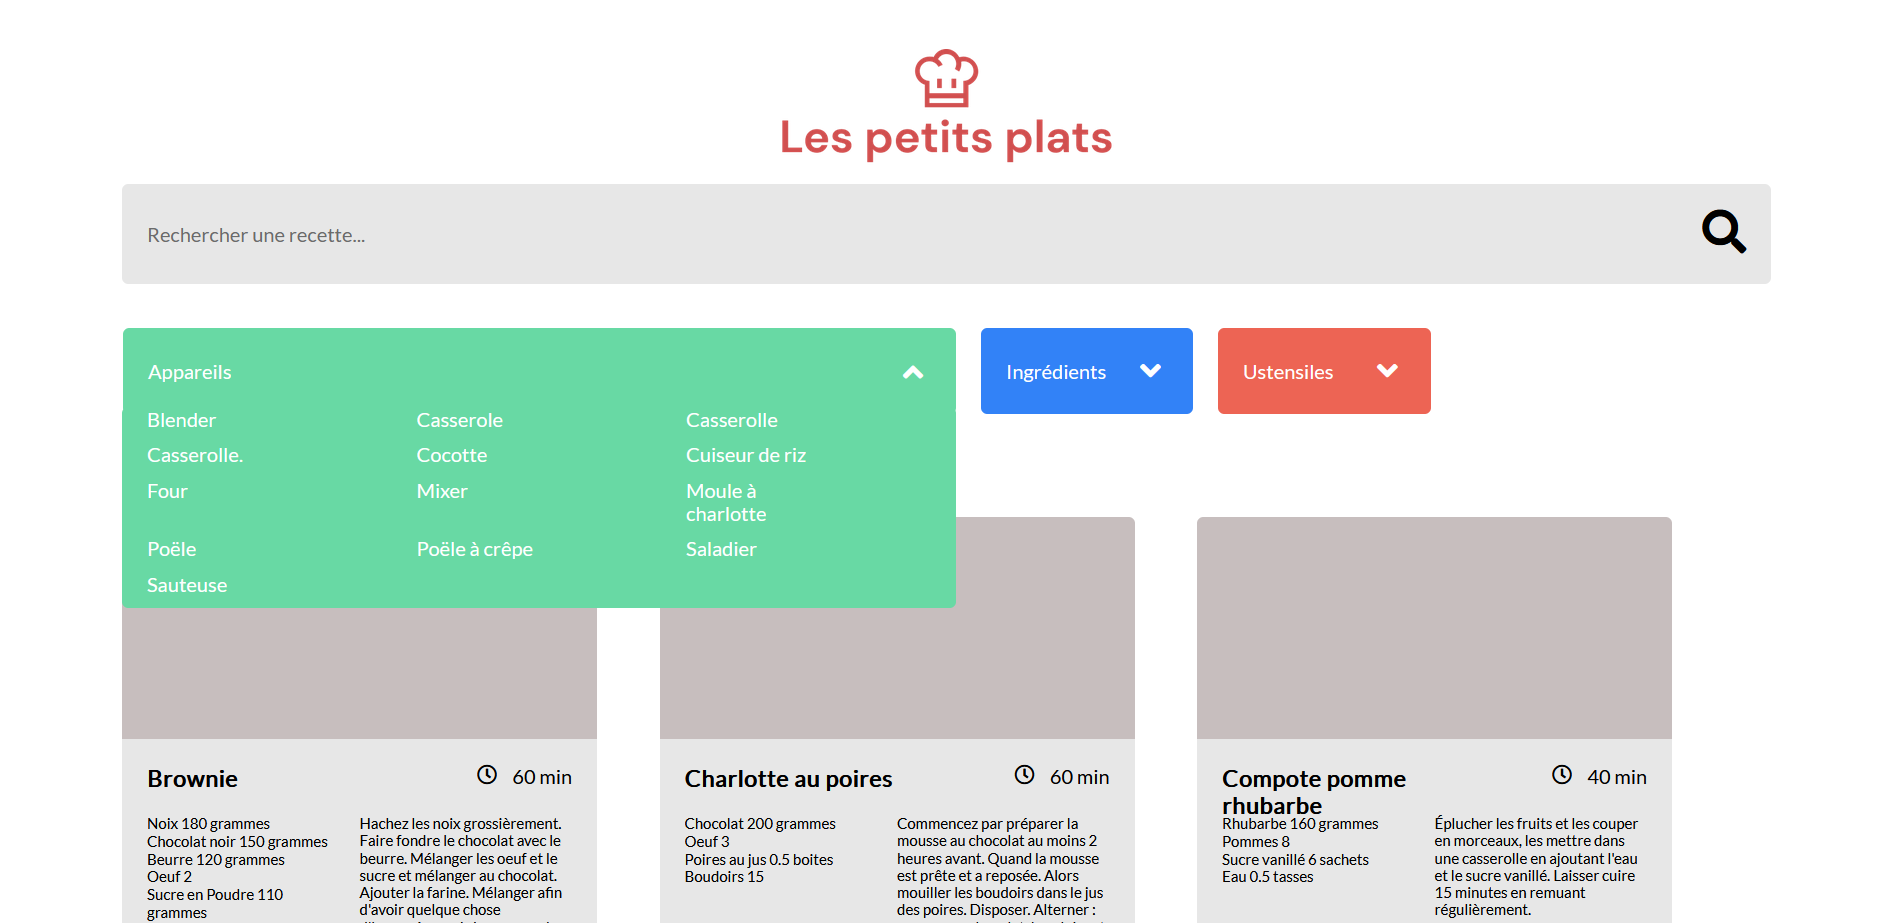 Les petits plats
Rechercher une recette...
Appareils
Ingrédients
Ustensiles
Blender
Casserole
Casserolle
Casserolle.
Cocotte
Cuiseur de riz
Four
Mixer
Moule à
charlotte
Poële
Poële à crêpe
Saladier
Sauteuse
Brownie
60 min
Noix 180 grammes
Chocolat noir 150 grammes
Beurre 120 grammes
Oeuf 2
Sucre en Poudre 110
grammes
Hachez les noix grossièrement.
Faire fondre le chocolat avec le
beurre. Mélanger les oeuf et le
sucre et mélanger au chocolat.
Ajouter la farine. Mélanger afin
d'avoir quelque chose
Charlotte au poires
60 min
Chocolat 200 grammes
Oeuf 3
Poires au jus 0.5 boites
Boudoirs 15
Commencez par préparer la
mousse au chocolat au moins 2
heures avant. Quand la mousse
est prête et a reposée. Alors
mouiller les boudoirs dans le jus
des poires. Disposer. Alterner :
Compote pomme
rhubarbe
40 min
Rhubarbe 160 grammes
Pommes 8
Sucre vanillé 6 sachets
Eau 0.5 tasses
Éplucher les fruits et les couper
en morceaux, les mettre dans
une casserolle en ajoutant l'eau
et le sucre vanillé. Laisser cuire
15 minutes en remuant
régulièrement.